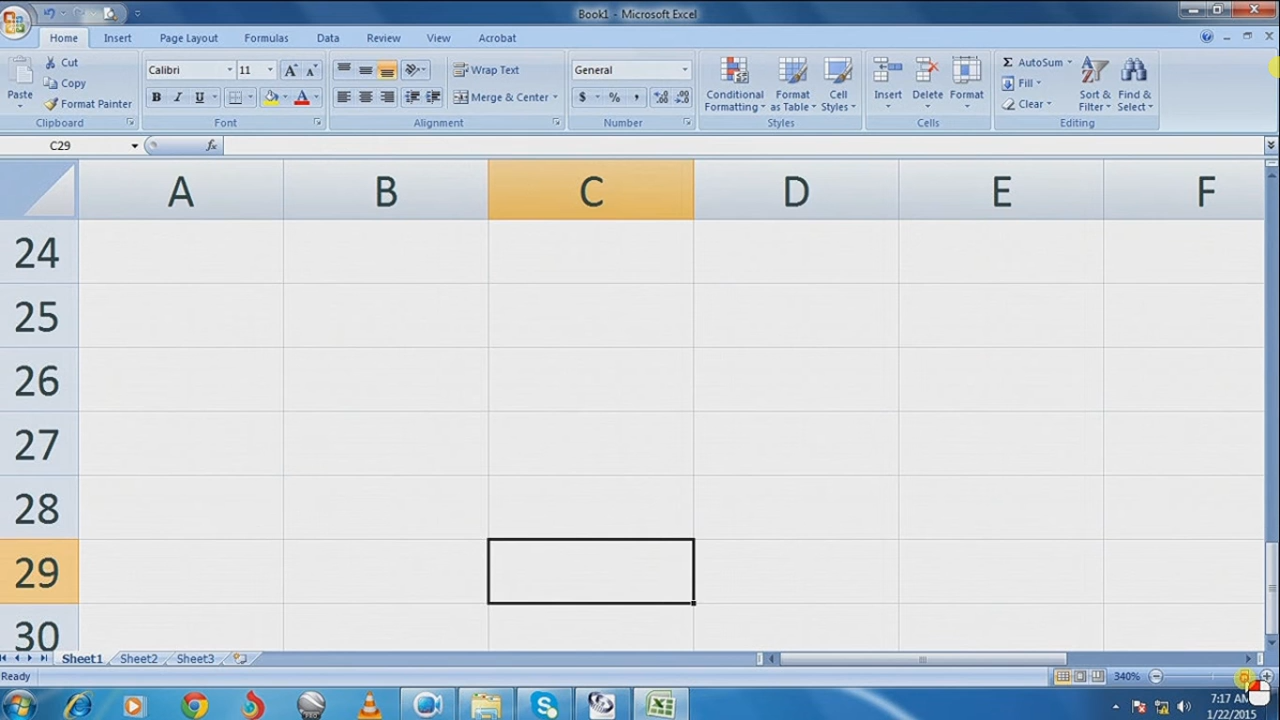 Book1 - Microsoft Excel
Home Insert Page Layout Formulas Data Review View Acrobat
Paste
Cut
Copy
Format Painter
Clipboard
Calibri 11
B I U A
Font
Wrap Text
Merge & Center
Alignment
General
$ % ,
Number
Conditional Formatting
Format as Table
Cell Styles
Styles
Insert Delete Format
Cells
Σ AutoSum
Fill
Clear
Sort & Filter
Find & Select
Editing
C29 fx
A B C D E F
24
25
26
27
28
29
30
Sheet1 Sheet2 Sheet3
Ready 340%
7:17 AM
1/22/2015